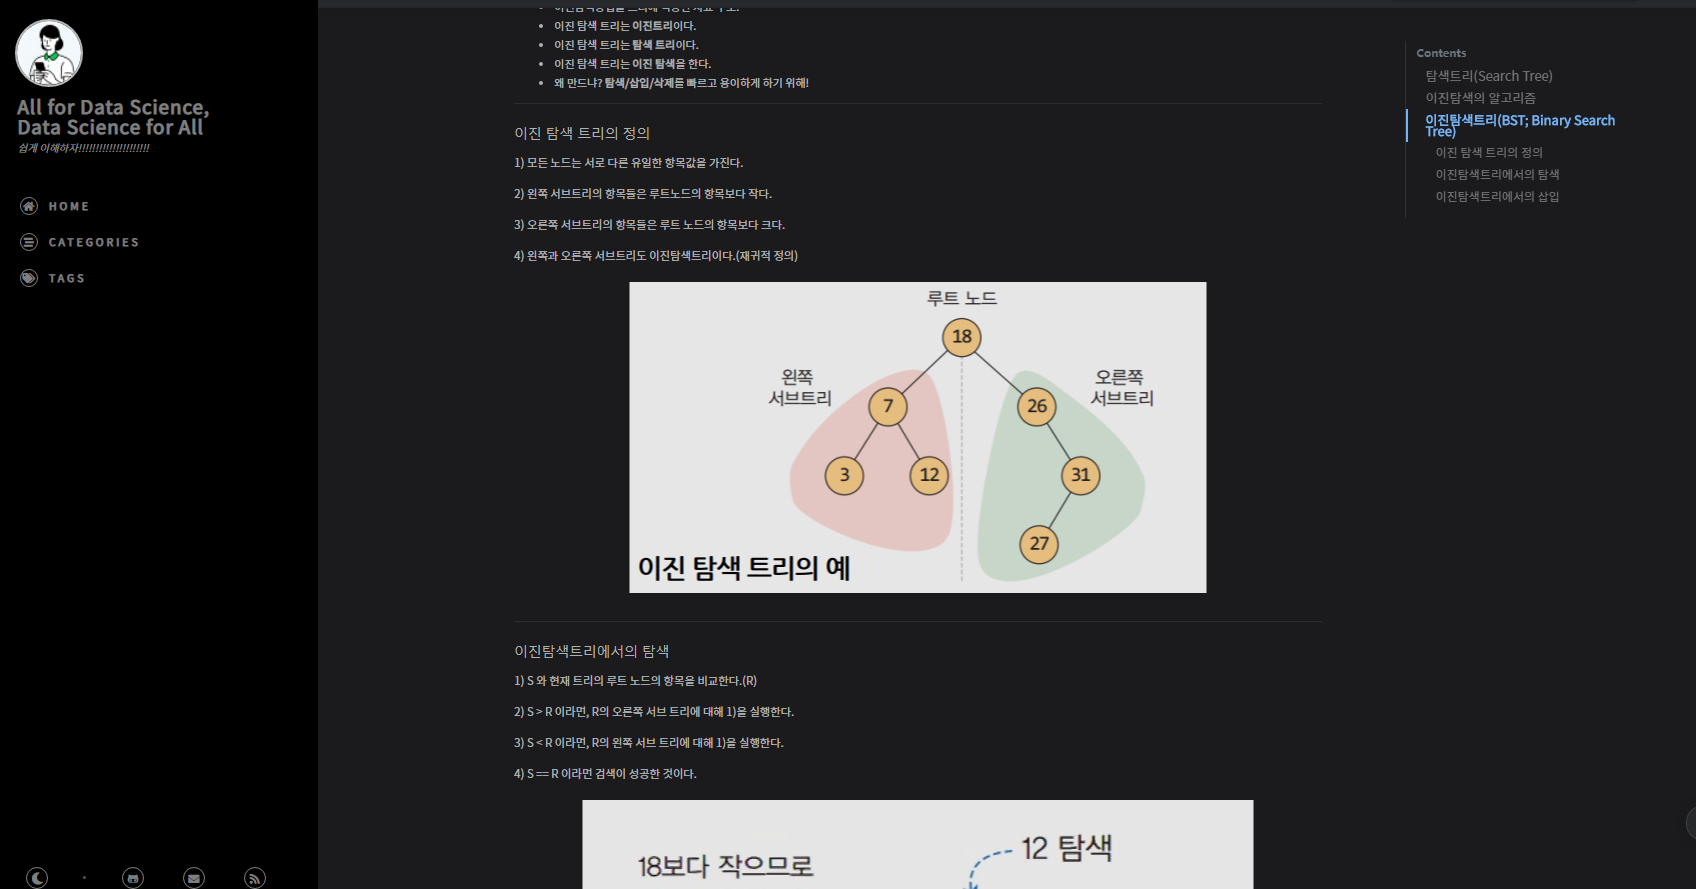 All for Data Science,
Data Science for All
쉽게 이해하자!!!!!!!!!!!!!!!!!!!!!
HOME
CATEGORIES
TAGS
이진 탐색 트리는 이진트리이다.
이진 탐색 트리는 탐색 트리이다.
이진 탐색 트리는 이진 탐색을 한다.
왜 만드냐? 탐색/삽입/삭제를 빠르고 용이하게 하기 위해!
이진 탐색 트리의 정의
1) 모든 노드는 서로 다른 유일한 항목값을 가진다.
2) 왼쪽 서브트리의 항목들은 루트노드의 항목보다 작다.
3) 오른쪽 서브트리의 항목들은 루트 노드의 항목보다 크다.
4) 왼쪽과 오른쪽 서브트리도 이진탐색트리이다.(재귀적 정의)
루트 노드
18
왼쪽
서브트리
오른쪽
서브트리
7
26
3
12
31
27
이진 탐색 트리의 예
이진탐색트리에서의 탐색
1) S 와 현재 트리의 루트 노드의 항목을 비교한다.(R)
2) S > R 이라면, R의 오른쪽 서브 트리에 대해 1)을 실행한다.
3) S < R 이라면, R의 왼쪽 서브 트리에 대해 1)을 실행한다.
4) S == R 이라면 검색이 성공한 것이다.
12 탐색
18보다 작으므로
Contents
탐색트리(Search Tree)
이진탐색의 알고리즘
이진탐색트리(BST; Binary Search
Tree)
이진 탐색 트리의 정의
이진탐색트리에서의 탐색
이진탐색트리에서의 삽입